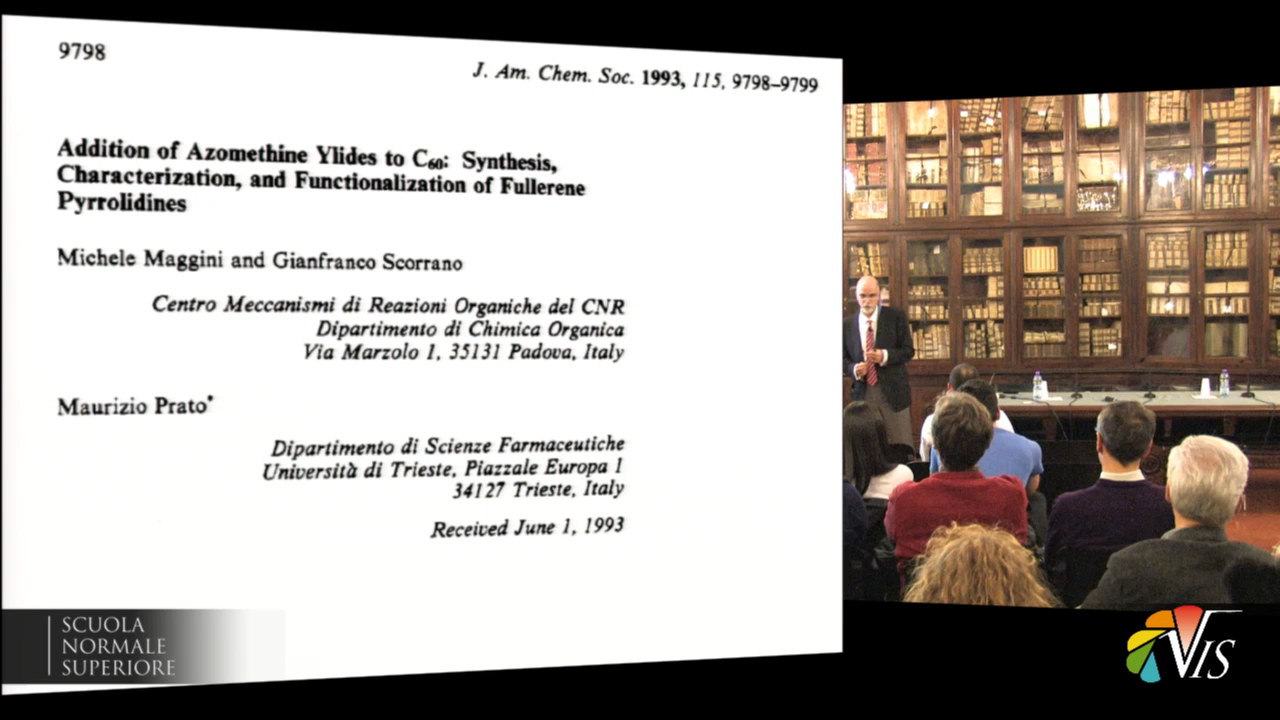 9798
J. Am. Chem. Soc. 1993, 115, 9798–9799
Addition of Azomethine Ylides to C60: Synthesis,
Characterization, and Functionalization of Fullerene
Pyrrolidines
Michele Maggini and Gianfranco Scorrano
Centro Meccanismi di Reazioni Organiche del CNR
Dipartimento di Chimica Organica
Via Marzolo 1, 35131 Padova, Italy
Maurizio Prato*
Dipartimento di Scienze Farmaceutiche
Università di Trieste, Piazzale Europa 1
34127 Trieste, Italy
Received June 1, 1993
SCUOLA
NORMALE
SUPERIORE
VIS